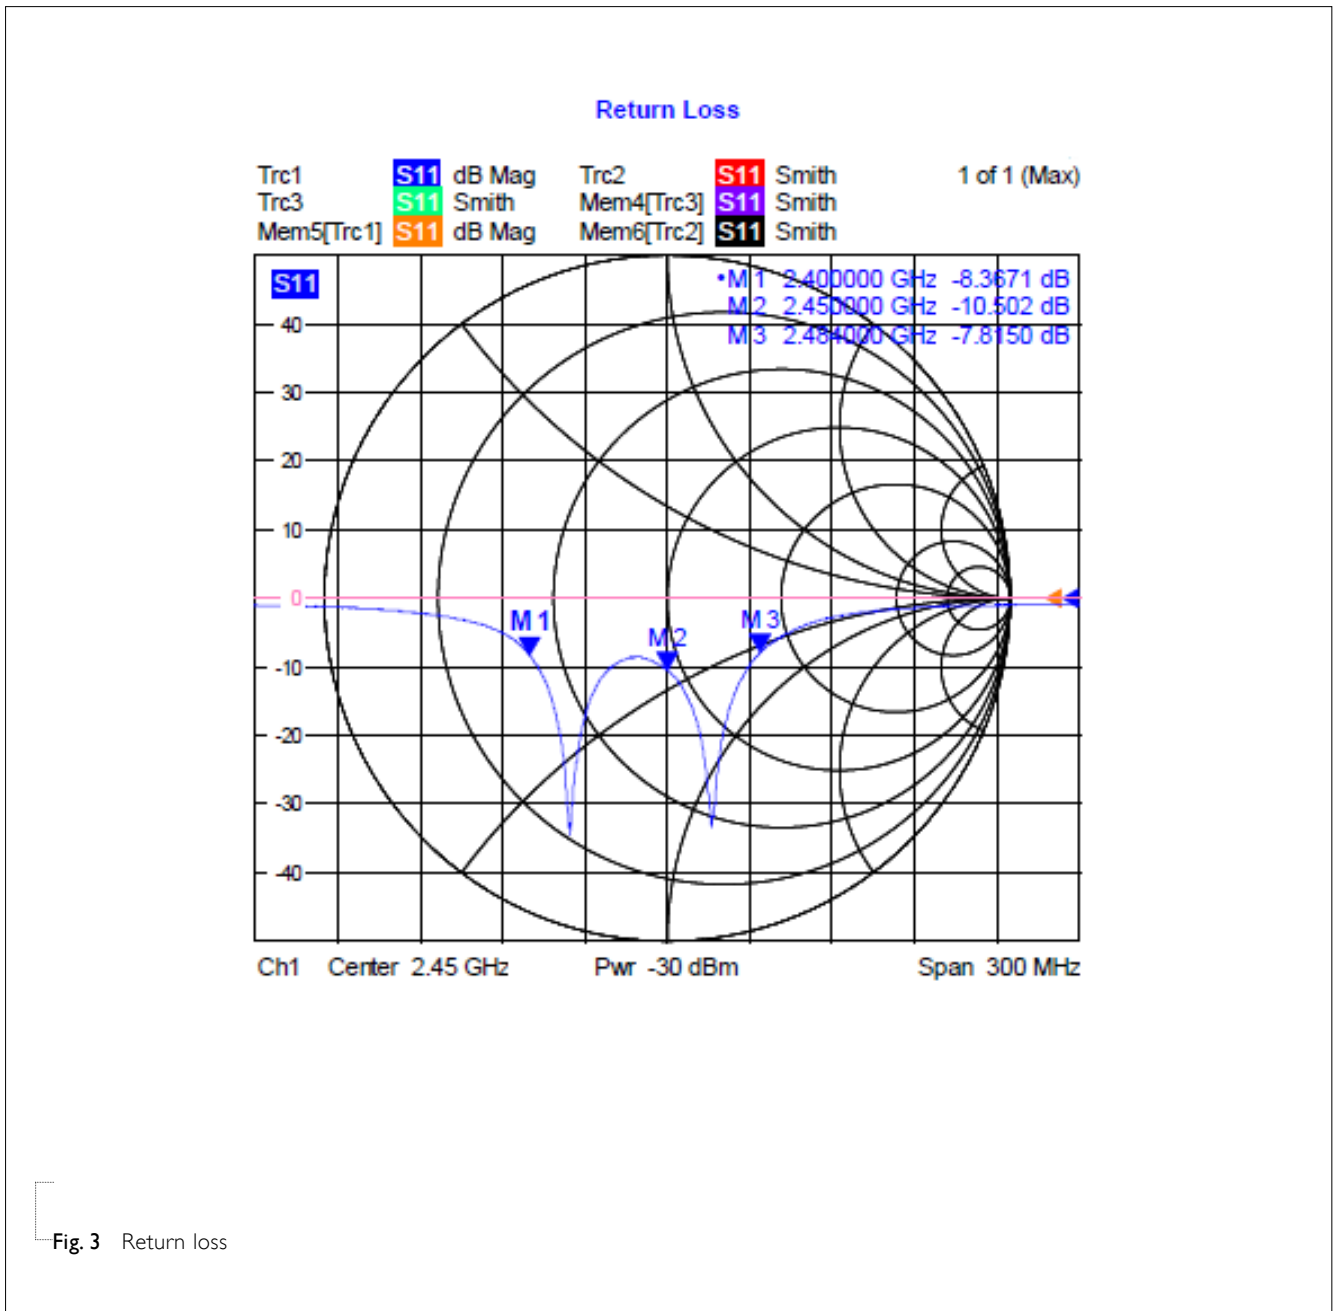 Return Loss
Trc1 S11 dB Mag Trc2 S11 Smith 1 of 1 (Max)
Trc3 S11 Smith Mem4[Trc3] S11 Smith
Mem5[Trc1] S11 dB Mag Mem6[Trc2] S11 Smith
S11 •M 1 2.400000 GHz -8.3671 dB
M 2 2.450000 GHz -10.502 dB
40
M 3 2.484000 GHz -7.8150 dB
30
20
10
0
M 1 M 2 M 3
-10
-20
-30
-40
Ch1 Center 2.45 GHz Pwr -30 dBm Span 300 MHz
Fig. 3 Return loss